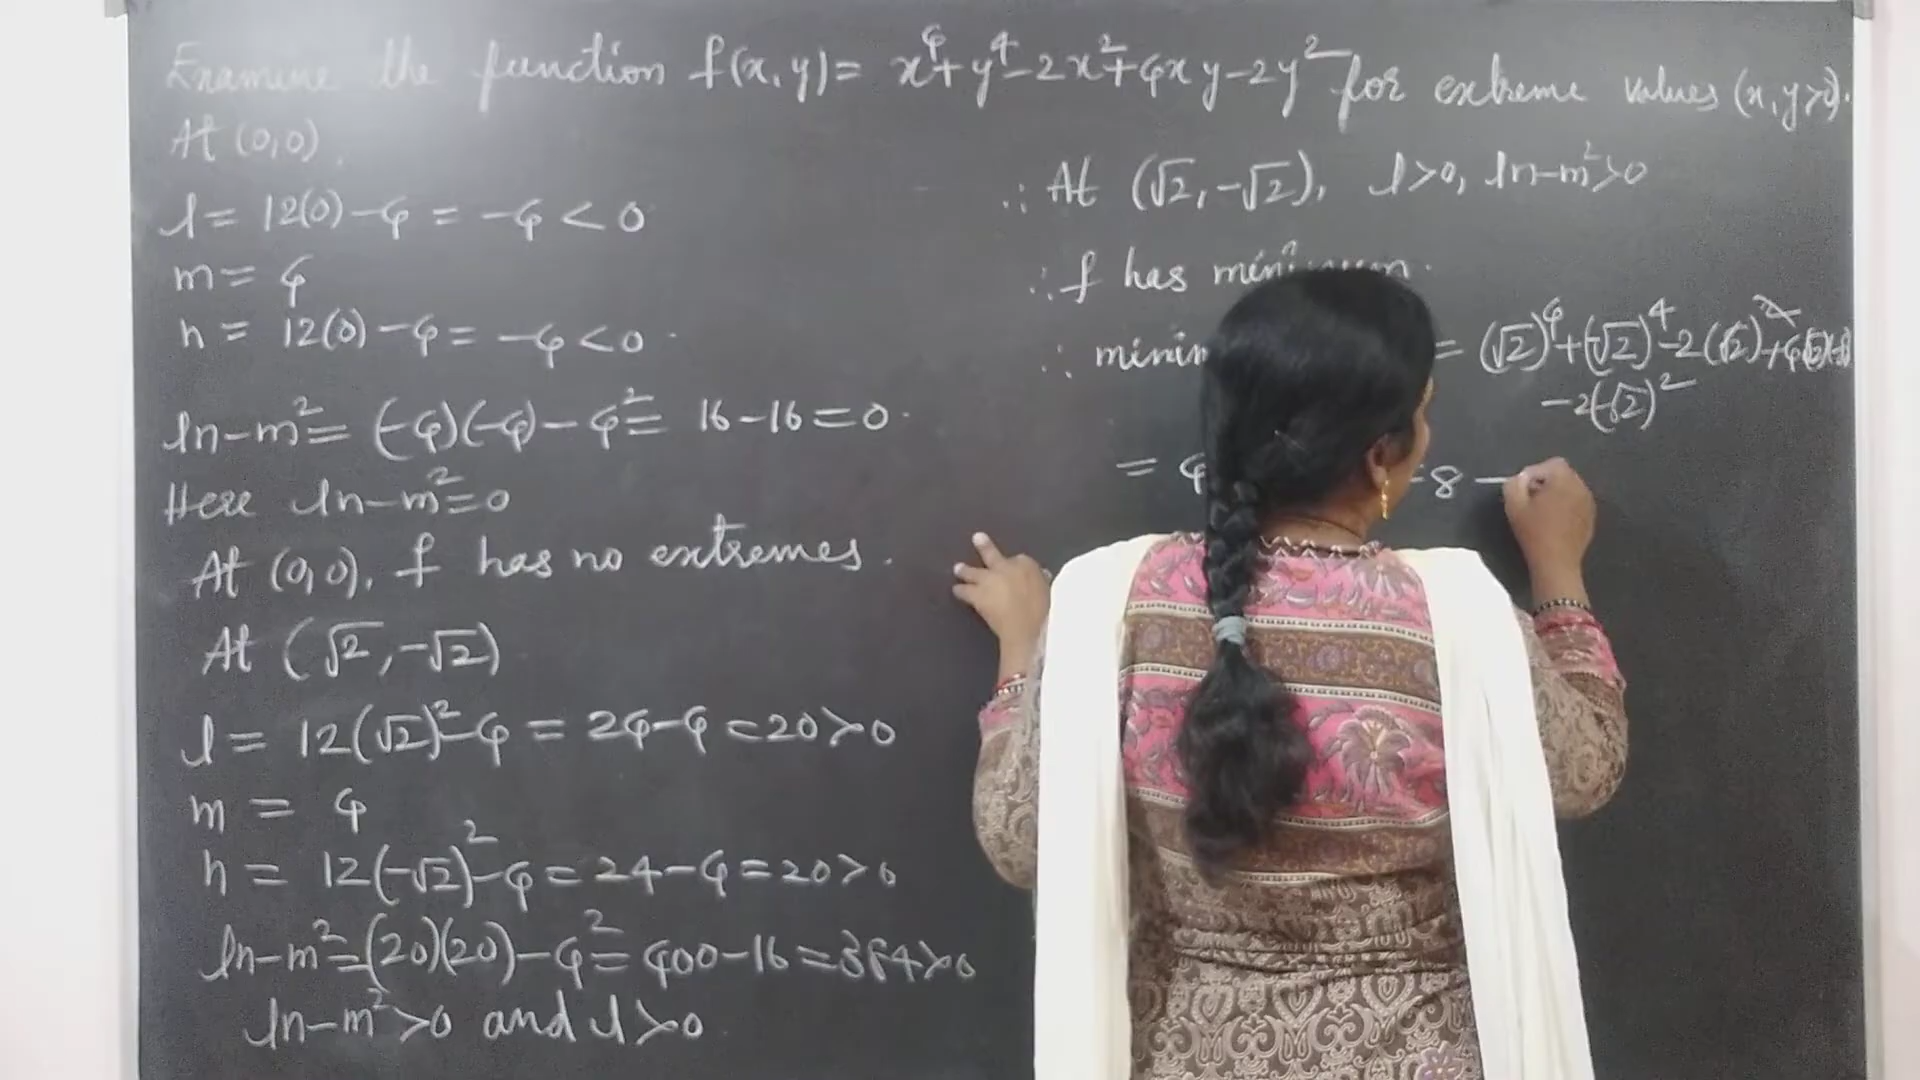 Examine the function f(x,y) = x⁴+y⁴-2x²+4xy-2y² for extreme values (x,y>0).
At (0,0).
l = 12(0)-4 = -4 < 0
m = 4
n = 12(0)-4 = -4 < 0.
ln-m² = (-4)(-4)-4² = 16-16 = 0.
Here ln-m² = 0
At (0,0), f has no extremes.
At (√2,-√2)
l = 12(√2)²-4 = 24-4 = 20>0
m = 4
n = 12(-√2)²-4 = 24-4 = 20>0
ln-m² = (20)(20)-4² = 400-16 = 384>0
ln-m²>0 and l>0
∴ At (√2,-√2), l>0, ln-m²>0
∴ f has minimum.
∴ = (√2)⁴+(-√2)⁴-2(√2)²+4(√2)(-√2)
-2(-√2)²
= 4 -8-